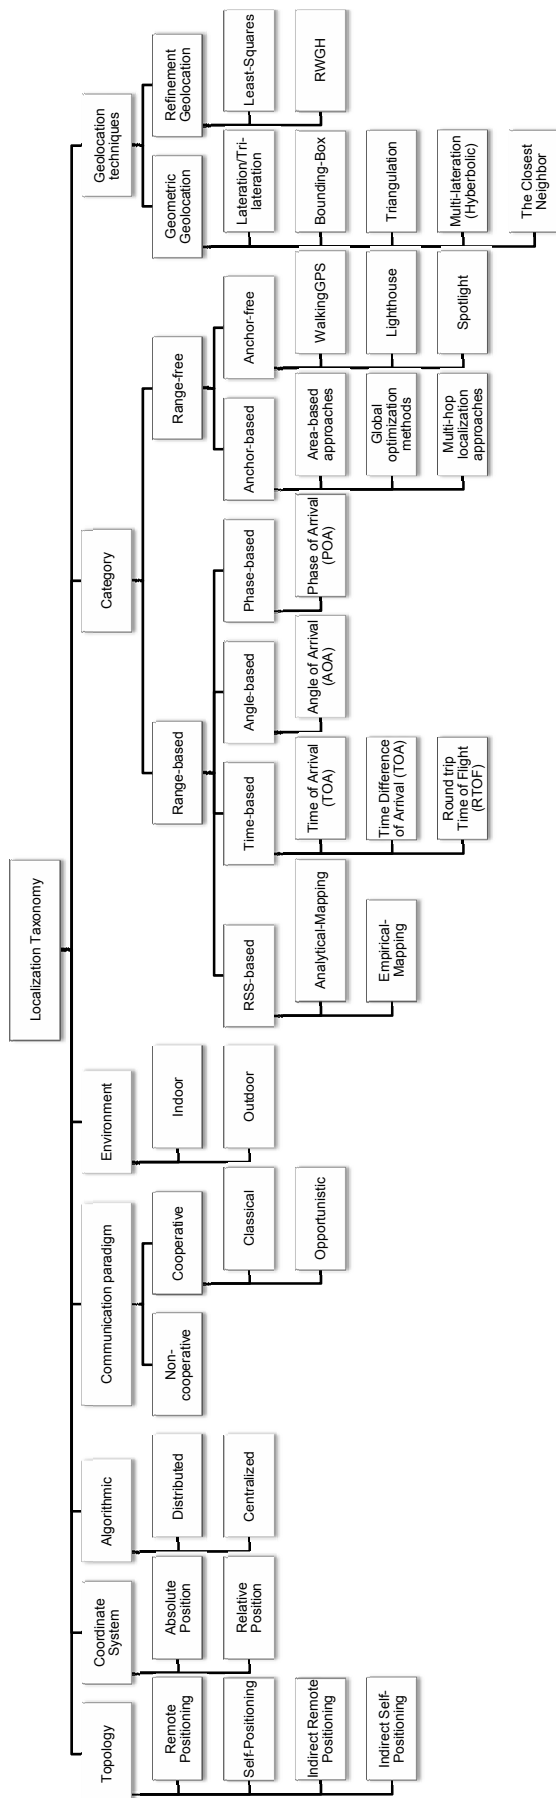 Localization Taxonomy
Topology
Remote
Positioning
Self-Positioning
Indirect Remote
Positioning
Indirect Self-
Positioning
Coordinate
System
Absolute
Position
Relative
Position
Algorithmic
Distributed
Centralized
Communication paradigm
Non-
cooperative
Cooperative
Classical
Opportunistic
Environment
Indoor
Outdoor
Category
Range-based
RSS-based
Analytical-Mapping
Empirical-
Mapping
Time-based
Time of Arrival
(TOA)
Time Difference
of Arrival (TOA)
Round trip
Time of Flight
(RTOF)
Angle-based
Angle of Arrival
(AOA)
Phase-based
Phase of Arrival
(POA)
Range-free
Anchor-based
Area-based
approaches
Global
optimization
methods
Multi-hop
localization
approaches
Anchor-free
WalkingGPS
Lighthouse
Spotlight
Geolocation
techniques
Geometric
Geolocation
Lateration/Tri-
lateration
Bounding-Box
Triangulation
Multi-lateration
(Hyberbolic)
The Closest
Neighbor
Refinement
Geolocation
Least-Squares
RWGH